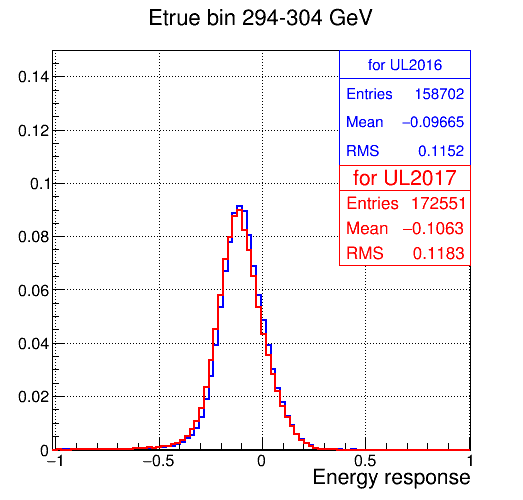 Etrue bin 294-304 GeV
for UL2016
Entries 158702
Mean −0.09665
RMS 0.1152
for UL2017
Entries 172551
Mean −0.1063
RMS 0.1183
0.14
0.12
0.1
0.08
0.06
0.04
0.02
0
−1 −0.5 0 0.5 1
Energy response